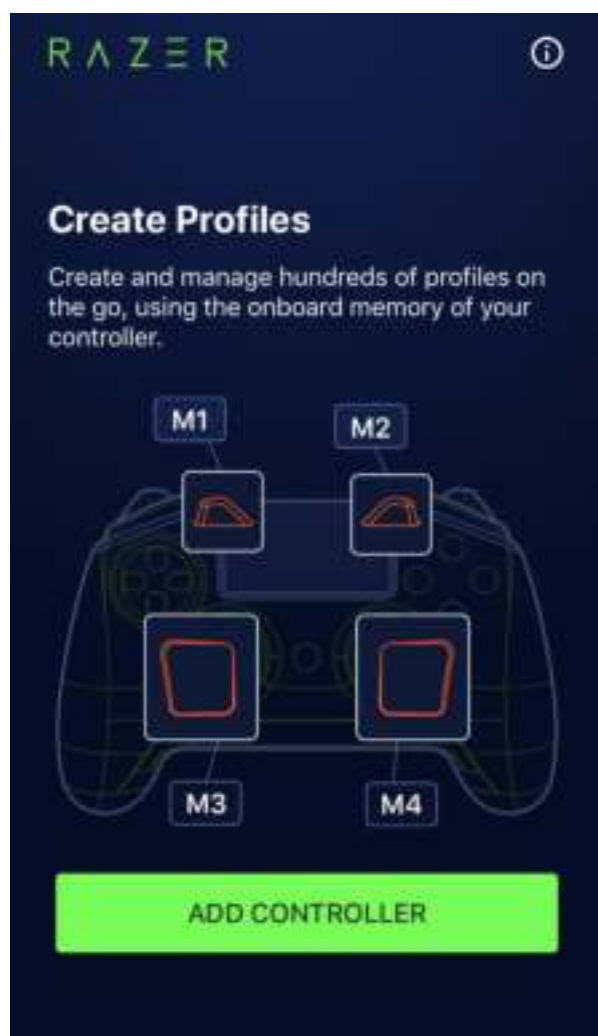 RAZER
Create Profiles
Create and manage hundreds of profiles on
the go, using the onboard memory of your
controller.
M1
M2
M3
M4
ADD CONTROLLER